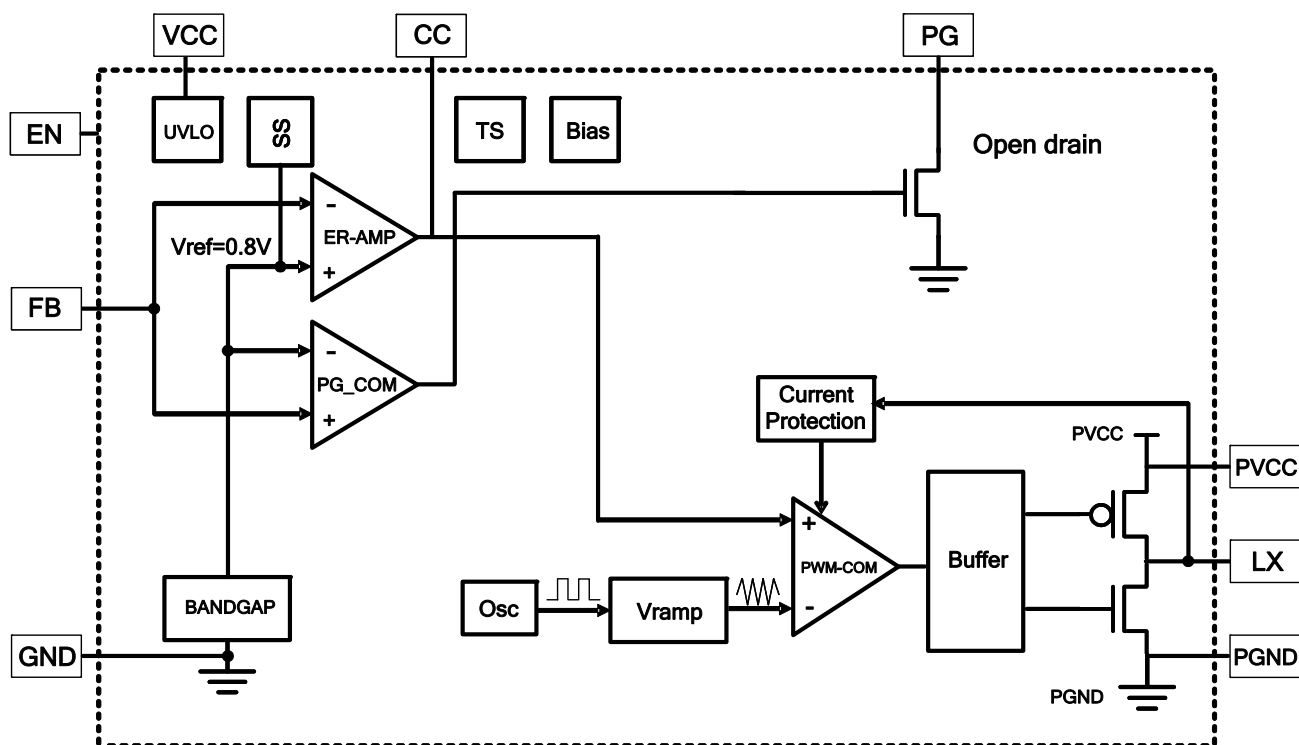 VCC
CC
PG
EN
UVLO
SS
TS
Bias
Open drain
-
ER-AMP
Vref=0.8V
+
FB
-
PG_COM
+
Current
Protection
PVCC
PVCC
+
PWM-COM
-
Buffer
LX
Osc
Vramp
BANDGAP
GND
PGND
PGND